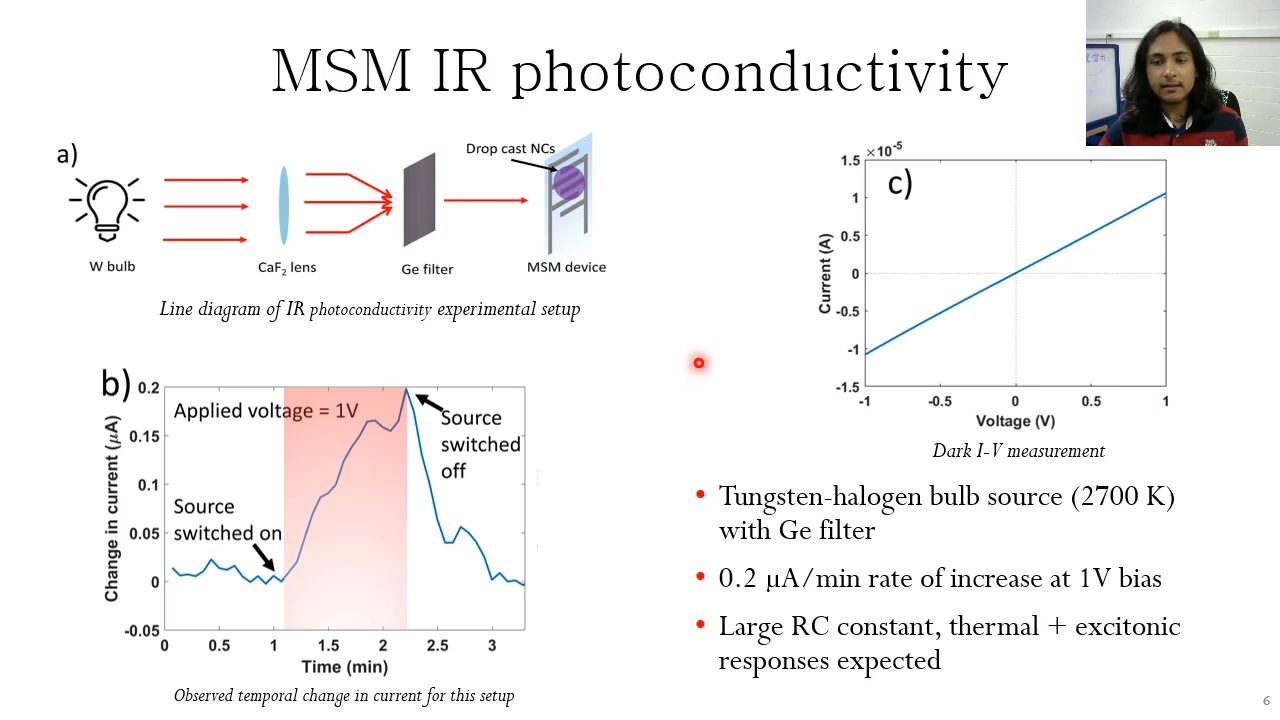 MSM IR photoconductivity
a)
Drop cast NCs
W bulb
CaF₂ lens
Ge filter
MSM device
Line diagram of IR photoconductivity experimental setup
b)
Applied voltage = 1V
Source
switched
off
Source
switched on
Change in current (μA)
0.2
0.15
0.1
0.05
0
-0.05
0
0.5
1
1.5
2
2.5
3
Time (min)
Observed temporal change in current for this setup
×10⁻⁵
c)
Current (A)
1.5
1
0.5
0
-0.5
-1
-1.5
-1
-0.5
0
0.5
1
Voltage (V)
Dark I-V measurement
• Tungsten-halogen bulb source (2700 K)
with Ge filter
• 0.2 μA/min rate of increase at 1V bias
• Large RC constant, thermal + excitonic
responses expected
6